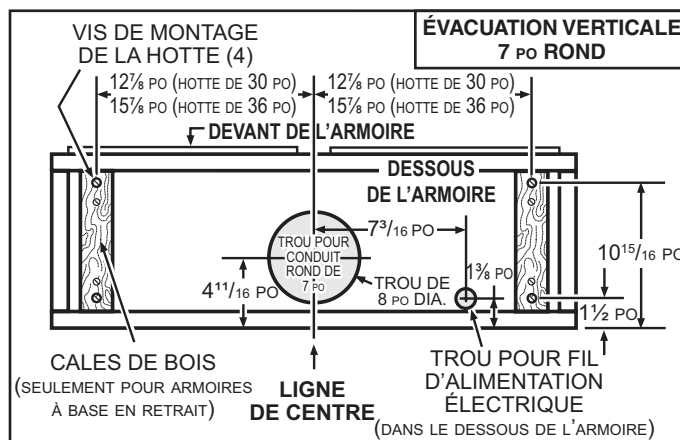 VIS DE MONTAGE
DE LA HOTTE (4)
ÉVACUATION VERTICALE
7 PO ROND
12⅞ PO (HOTTE DE 30 PO)
15⅞ PO (HOTTE DE 36 PO)
12⅞ PO (HOTTE DE 30 PO)
15⅞ PO (HOTTE DE 36 PO)
DEVANT DE L'ARMOIRE
DESSOUS
DE L'ARMOIRE
7³/16 PO
TROU POUR
CONDUIT
ROND DE
7 PO
4¹¹/16 PO
TROU DE
8 PO DIA.
1⅜ PO
10¹⁵/16 PO
1½ PO
CALES DE BOIS
(SEULEMENT POUR ARMOIRES
À BASE EN RETRAIT)
LIGNE
DE CENTRE
TROU POUR FIL
D'ALIMENTATION
ÉLECTRIQUE
(DANS LE DESSOUS DE L'ARMOIRE)